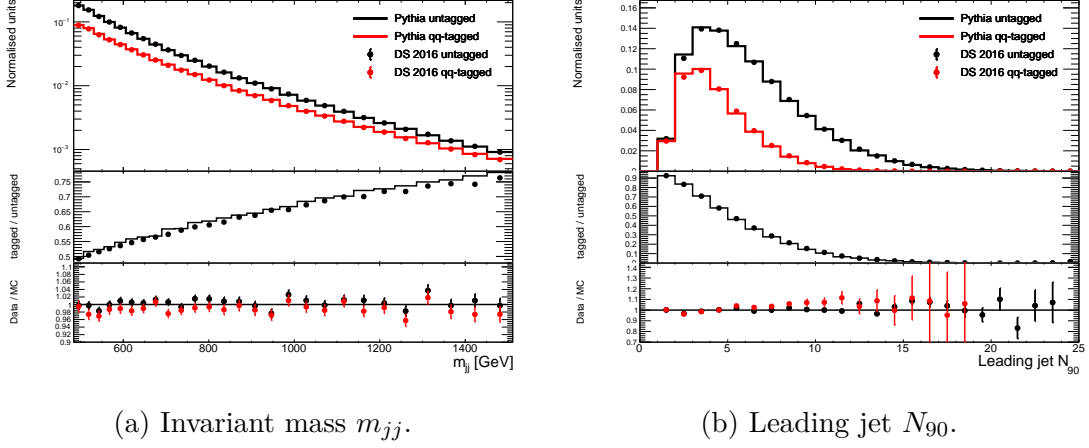 Normalised units
10⁻¹
10⁻²
10⁻³
Pythia untagged
Pythia qq-tagged
DS 2016 untagged
DS 2016 qq-tagged
tagged / untagged
0.75
0.7
0.65
0.6
0.55
0.5
Data / MC
1.1
1.08
1.06
1.04
1.02
1
0.98
0.96
0.94
0.92
0.9
600 800 1000 1200 1400
m_jj [GeV]
(a) Invariant mass m_jj.
Normalised units
0.16
0.14
0.12
0.1
0.08
0.06
0.04
0.02
0
Pythia untagged
Pythia qq-tagged
DS 2016 untagged
DS 2016 qq-tagged
tagged / untagged
0.9
0.8
0.7
0.6
0.5
0.4
0.3
0.2
0.1
0
Data / MC
1.4
1.3
1.2
1.1
1
0.9
0.8
0.7
0 5 10 15 20 25
Leading jet N_90
(b) Leading jet N_90.